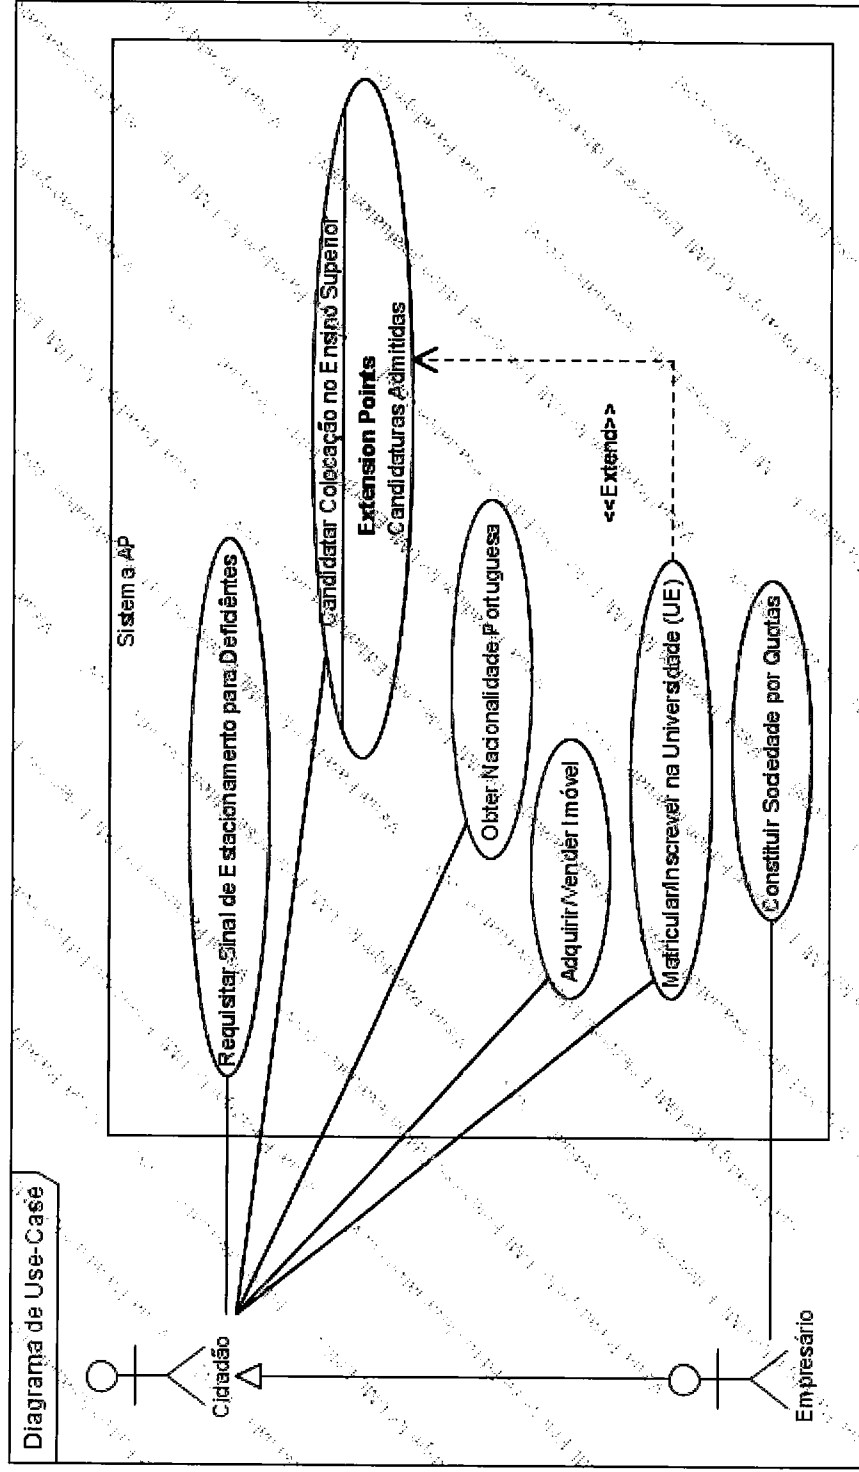 Diagrama de Use-Case
Sistema AP
Cidadão
Requisitar Sinal de Estacionamento para Deficiêntes
Candidatar Colocação no Ensino Superior
Extension Points
Candidaturas Admitidas
Obter Nacionalidade Portuguesa
Adquirir/Vender Imóvel
<<Extend>>
Matricular/Inscrever na Universidade (UE)
Empresário
Constituir Sociedade por Quotas